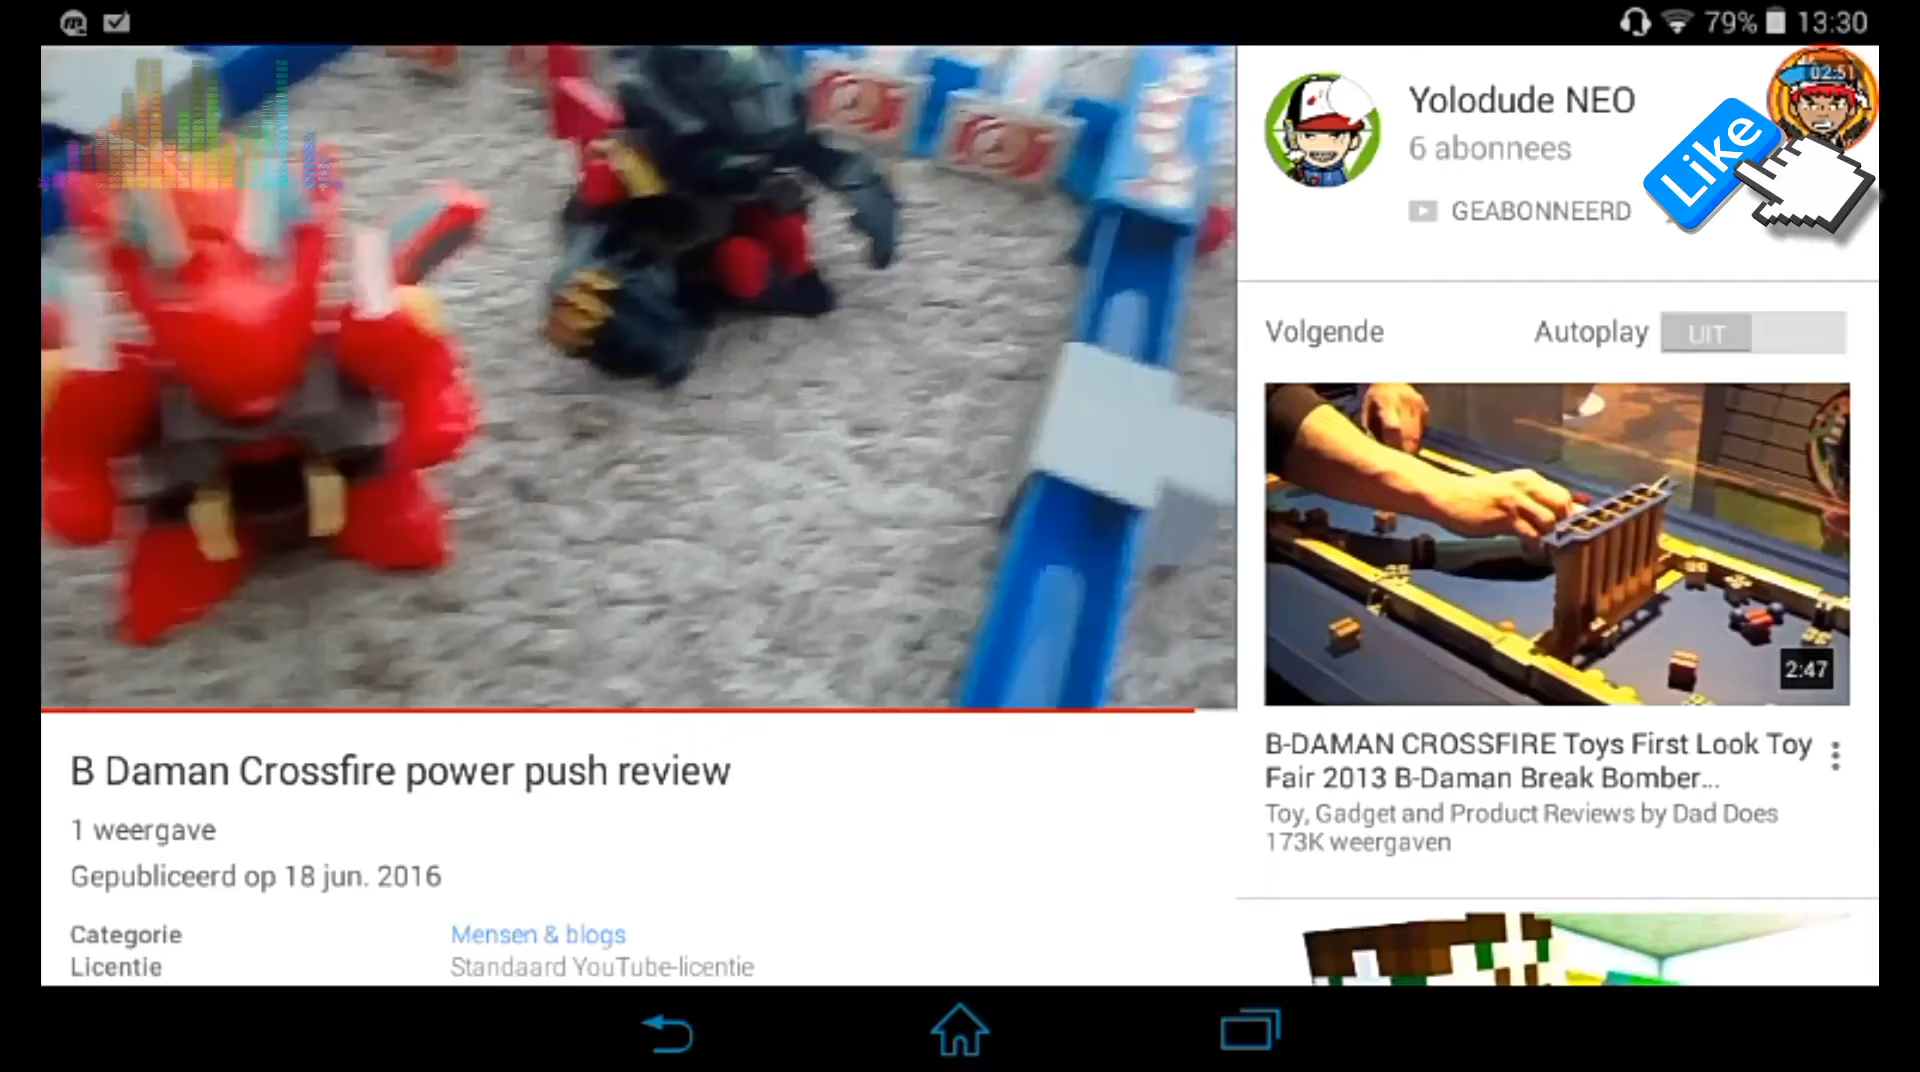 79% 13:30
Yolodude NEO
6 abonnees
GEABONNEERD
02:51
Like
Volgende
Autoplay UIT
2:47
B-DAMAN CROSSFIRE Toys First Look Toy
Fair 2013 B-Daman Break Bomber...
Toy, Gadget and Product Reviews by Dad Does
173K weergaven
B Daman Crossfire power push review
1 weergave
Gepubliceerd op 18 jun. 2016
Categorie Mensen & blogs
Licentie Standaard YouTube-licentie